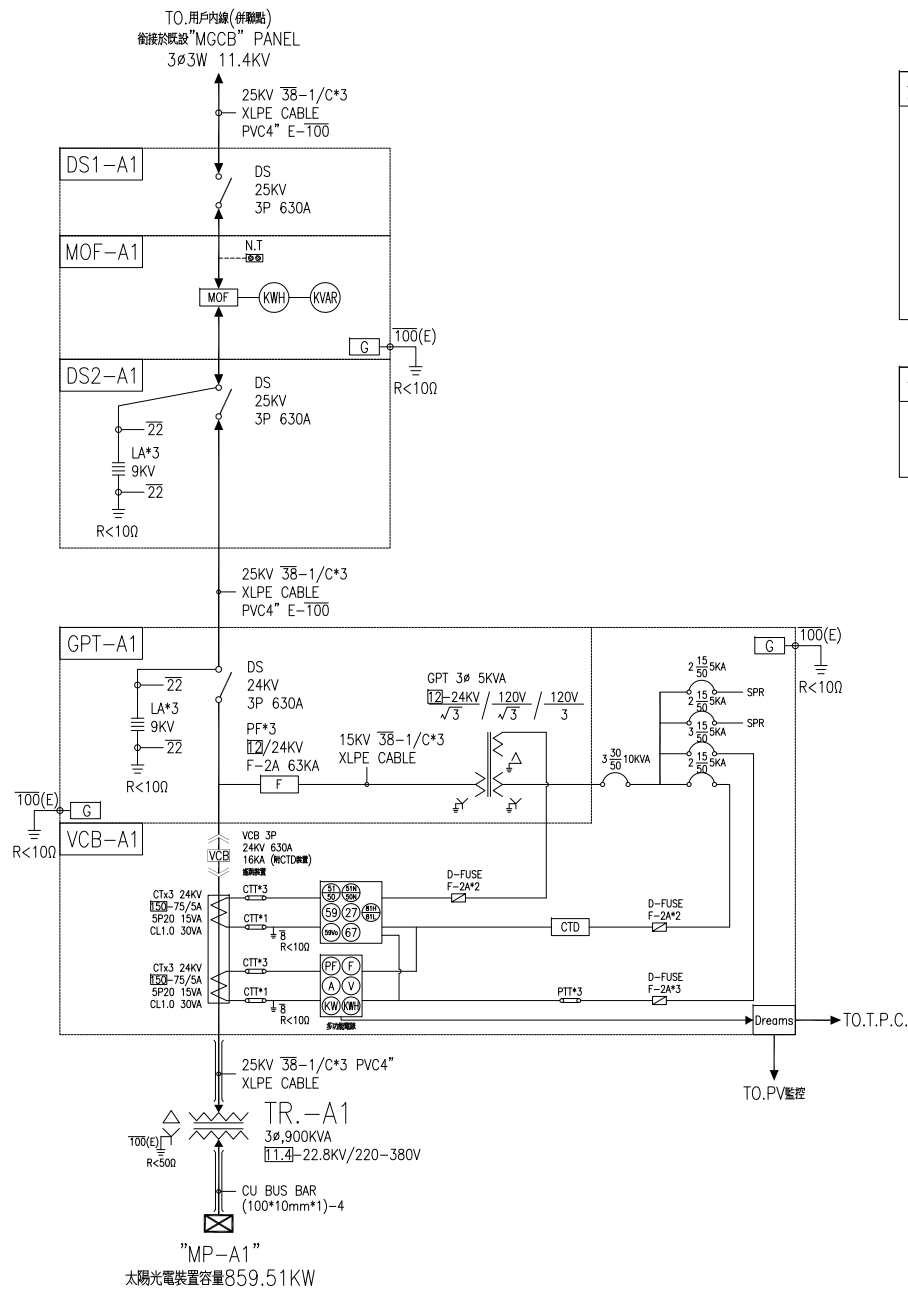 TO.用戶內線(併聯點)
銜接於既設"MGCB" PANEL
3ø3W 11.4KV
25KV 38-1/C*3
XLPE CABLE
PVC4" E-100
DS1-A1
DS
25KV
3P 630A
MOF-A1
N.T
MOF
KWH
KVAR
G
100(E)
R<10Ω
DS2-A1
DS
25KV
3P 630A
22
LA*3
9KV
22
R<10Ω
25KV 38-1/C*3
XLPE CABLE
PVC4" E-100
GPT-A1
DS
24KV
3P 630A
22
LA*3
9KV
22
R<10Ω
PF*3
12/24KV
F-2A 63KA
F
15KV 38-1/C*3
XLPE CABLE
GPT 3ø 5KVA
12-24KV/√3 / 120V/√3 / 120V/3
G
100(E)
R<10Ω
2 15/50 5KA
SPR
2 15/50 5KA
SPR
3 15/50 5KA
2 15/50 5KA
3 30/50 10KVA
100(E)
G
R<10Ω
VCB-A1
VCB
VCB 3P
24KV 630A
16KA (附CTD裝置)
CTx3 24KV
150-75/5A
5P20 15VA
CL1.0 30VA
CTT*3
CTT*1
8
R<10Ω
51/50
51N/50N
59
27
81H/81L
59Vo
67
D-FUSE
F-2A*2
CTD
D-FUSE
F-2A*2
CTx3 24KV
150-75/5A
5P20 15VA
CL1.0 30VA
CTT*3
CTT*1
8
R<10Ω
PF
F
A
V
KW
KWH
多功能電錶
PTT*3
D-FUSE
F-2A*3
Dreams
TO.T.P.C.
TO.PV監控
25KV 38-1/C*3 PVC4"
XLPE CABLE
TR.-A1
3ø,900KVA
11.4-22.8KV/220-380V
100(E)
R<50Ω
CU BUS BAR
(100*10mm*1)-4
"MP-A1"
太陽光電裝置容量859.51KW